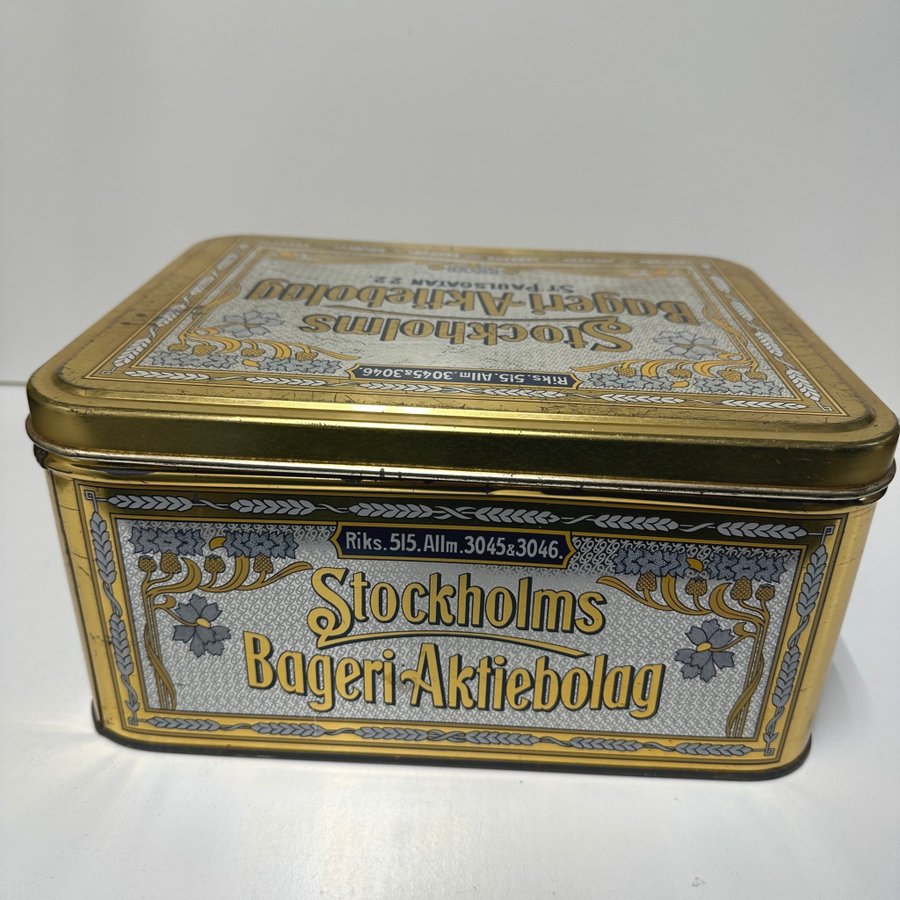 St PAULSGATAN 22.
Bageri-Aktiebolag
Stockholms
Riks.515.Allm.3045&3046.
Riks.515.Allm.3045&3046.
Stockholms
Bageri-Aktiebolag